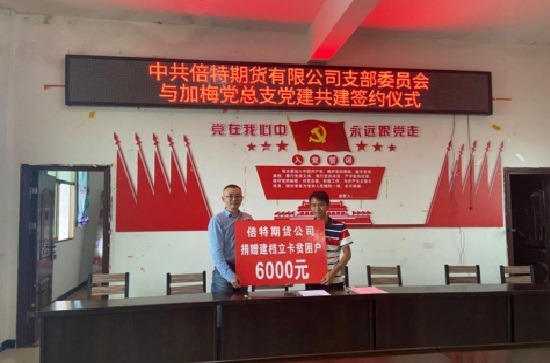 中共倍特期货有限公司支部委员会
与加梅党总支党建共建签约仪式
党在我心中 永远跟党走
入党誓词
倍特期货公司
捐赠建档立卡贫困户
6000元